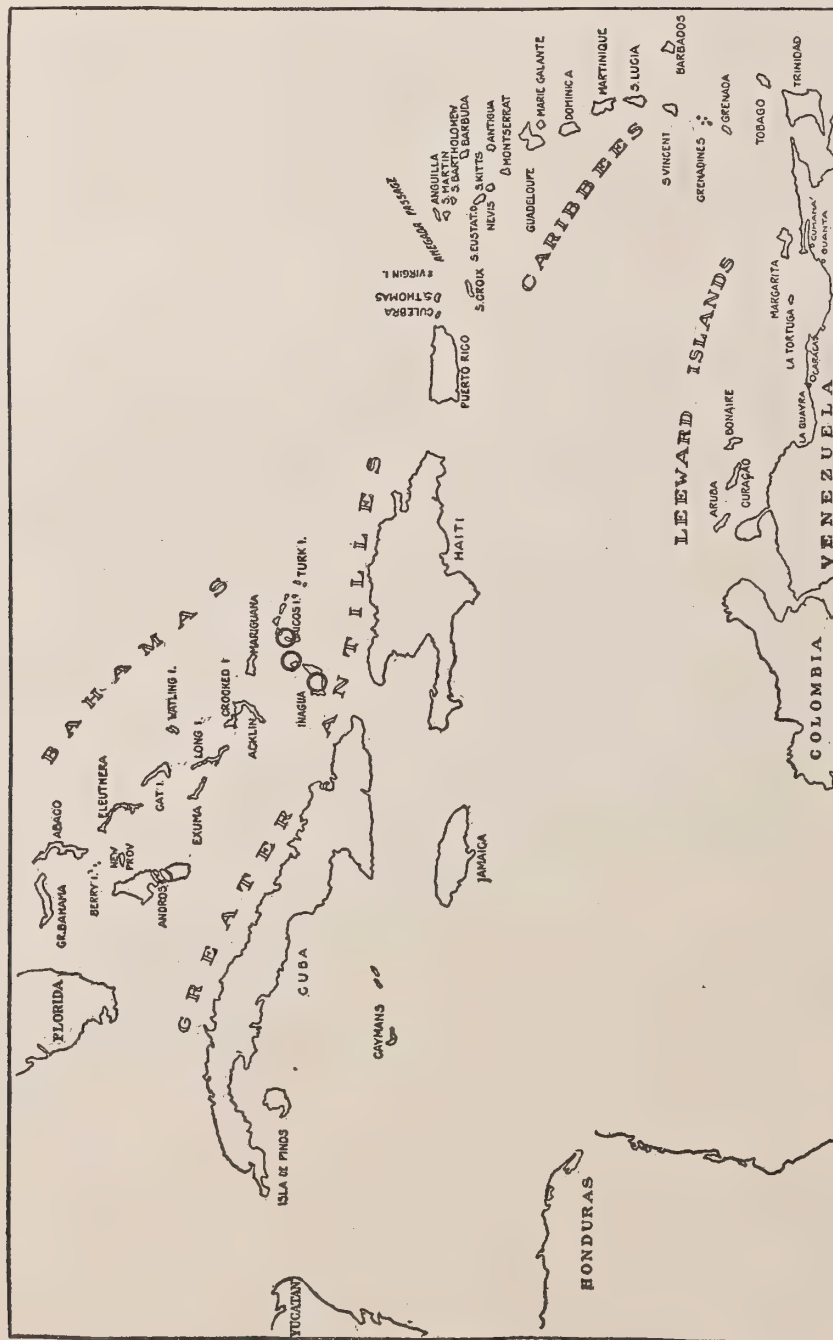 FLORIDA
GR.BAHAMA
ABACO
BERRY I.
NEW
PROV
ELEUTHERA
ANDROS
CAT I.
WATLING I.
EXUMA
LONG I.
CROOKED I
ACKLIN
MARIGUANA
INAGUA
CAICOS I.
TURK I.
BAHAMAS
GREATER ANTILLES
YUCATAN
ISLA DE PINOS
CUBA
CAYMANS
JAMAICA
HAITI
PUERTO RICO
CULEBRA
S.THOMAS
VIRGIN I.
ANEGADA PASSAGE
ANGUILLA
S.MARTIN
S.BARTHOLOMEW
BARBUDA
S.CROIX
S.EUSTAT.
S.KITTS
NEVIS
ANTIGUA
MONTSERRAT
GUADELOUPE
MARIE GALANTE
DOMINICA
MARTINIQUE
S.LUCIA
CARIBBEES
S VINCENT
BARBADOS
GRENADINES
GRENADA
TOBAGO
TRINIDAD
HONDURAS
LEEWARD ISLANDS
ARUBA
CURAÇAO
BONAIRE
LA TORTUGA
MARGARITA
LA GUAYRA
CARACAS
CUMANA
GUANTA
COLOMBIA
VENEZUELA